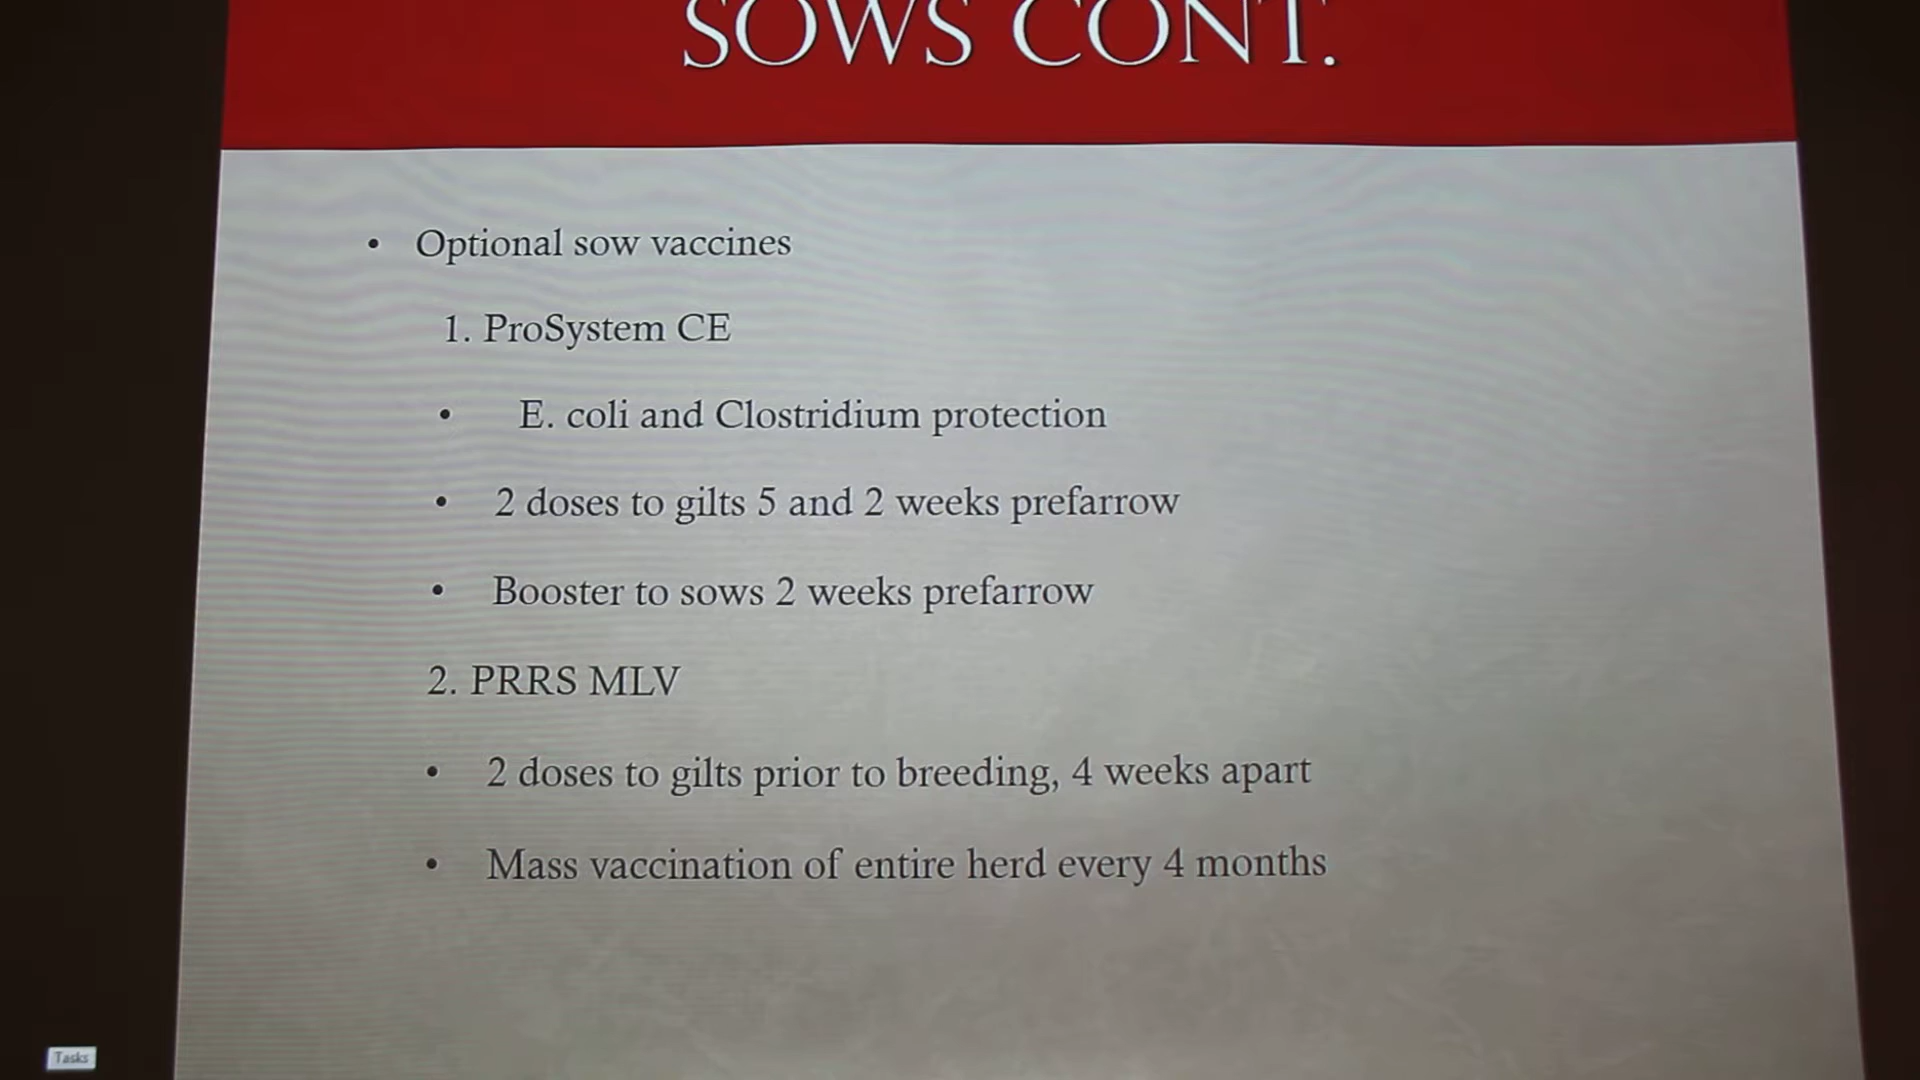 SOWS CONT.
• Optional sow vaccines
1. ProSystem CE
• E. coli and Clostridium protection
• 2 doses to gilts 5 and 2 weeks prefarrow
• Booster to sows 2 weeks prefarrow
2. PRRS MLV
• 2 doses to gilts prior to breeding, 4 weeks apart
• Mass vaccination of entire herd every 4 months
Tasks